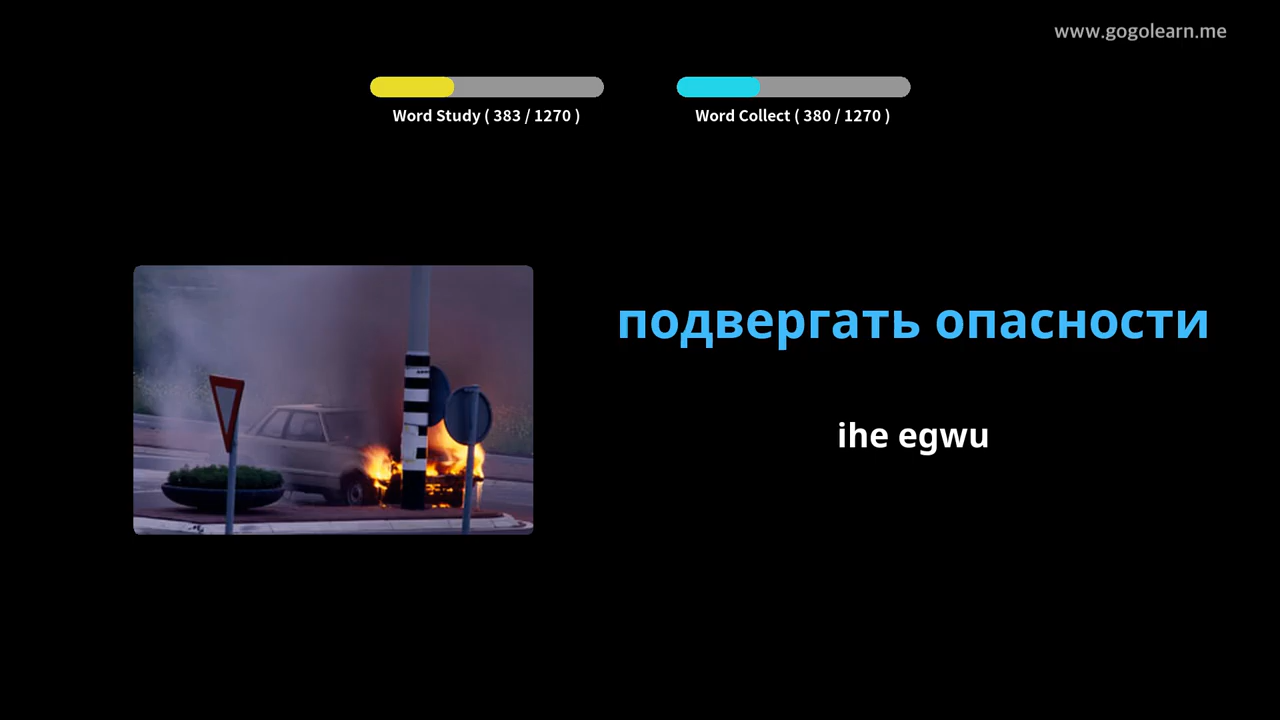 www.gogolearn.me
Word Study ( 383 / 1270 )
Word Collect ( 380 / 1270 )
подвергать опасности
ihe egwu